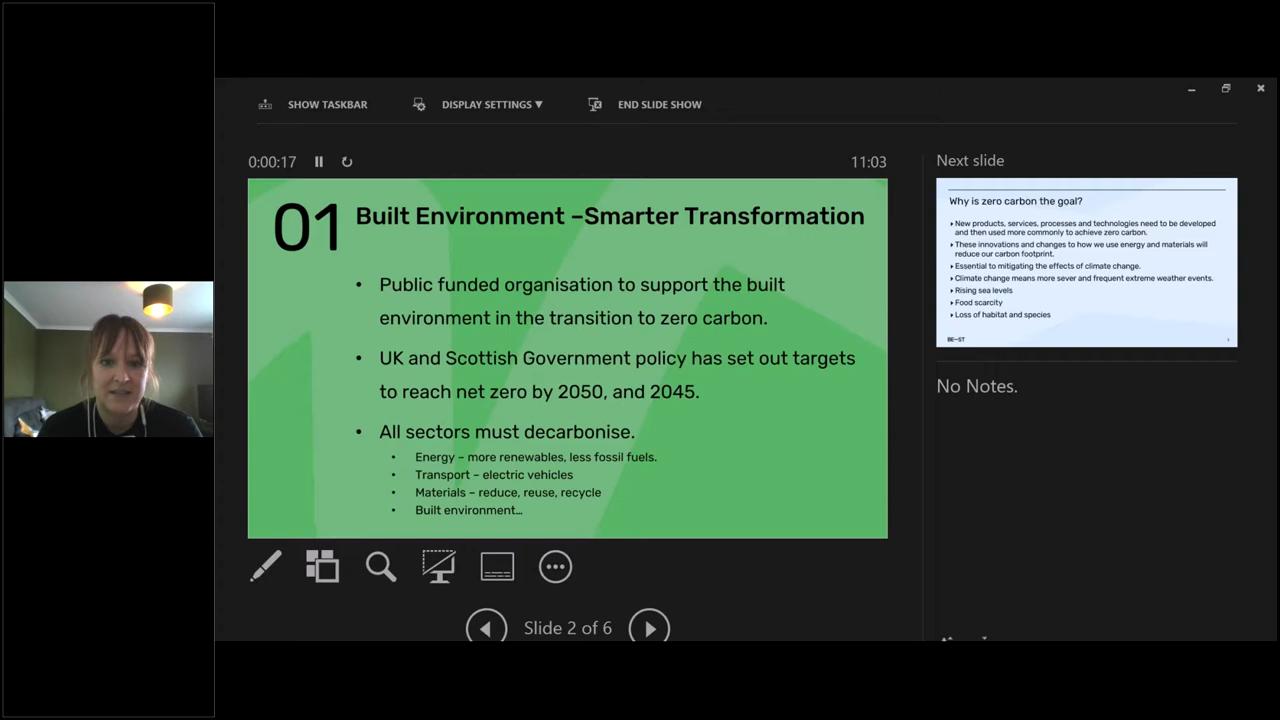 SHOW TASKBAR
DISPLAY SETTINGS ▼
END SLIDE SHOW
0:00:17
11:03
01
Built Environment –Smarter Transformation
• Public funded organisation to support the built
environment in the transition to zero carbon.
• UK and Scottish Government policy has set out targets
to reach net zero by 2050, and 2045.
• All sectors must decarbonise.
• Energy – more renewables, less fossil fuels.
• Transport – electric vehicles
• Materials – reduce, reuse, recycle
• Built environment…
Slide 2 of 6
Next slide
Why is zero carbon the goal?
New products, services, processes and technologies need to be developed
and then used more commonly to achieve zero carbon.
These innovations and changes to how we use energy and materials will
reduce our carbon footprint.
Essential to mitigating the effects of climate change.
Climate change means more sever and frequent extreme weather events.
Rising sea levels
Food scarcity
Loss of habitat and species
BE—ST
No Notes.